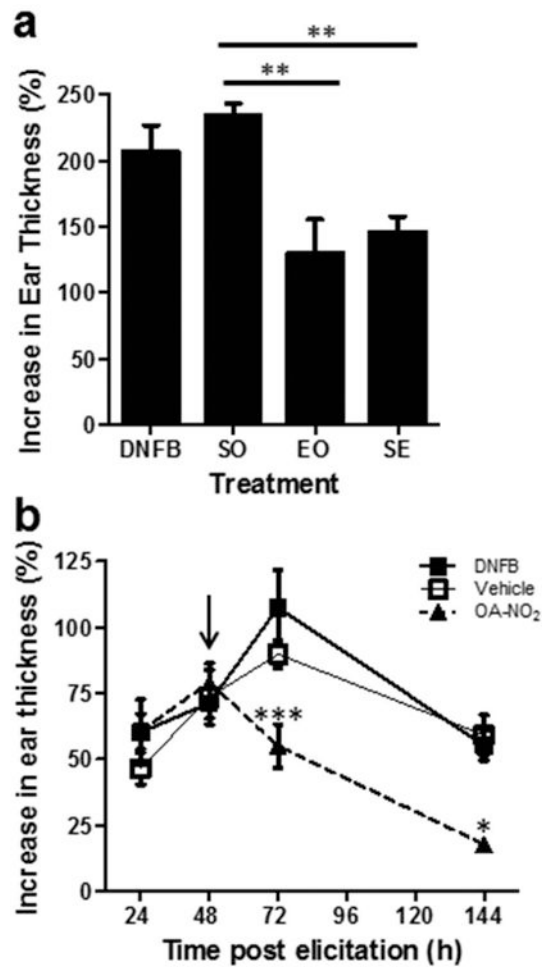 a
**
**
Increase in Ear Thickness (%)
250
200
150
100
50
0
DNFB SO EO SE
Treatment
b
Increase in ear thickness (%)
125
100
75
50
25
0
DNFB
Vehicle
OA-NO₂
***
*
24 48 72 96 120 144
Time post elicitation (h)